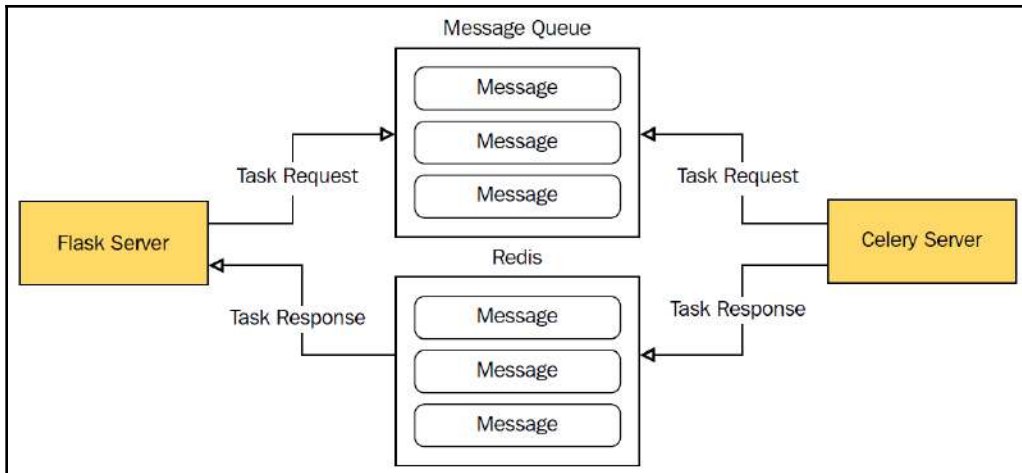 Message Queue
Message
Message
Message
Task Request
Task Request
Flask Server
Celery Server
Redis
Message
Message
Message
Task Response
Task Response